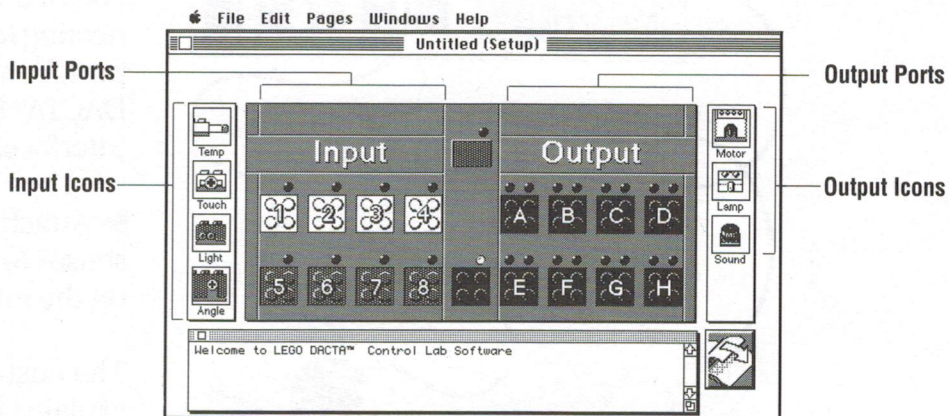 File Edit Pages Windows Help
Untitled (Setup)
Input Ports
Output Ports
Temp
Input
Output
Motor
Input Icons
Touch
1 2 3 4
A B C D
Lamp
Output Icons
Light
Sound
5 6 7 8
E F G H
Angle
Welcome to LEGO DACTA™ Control Lab Software